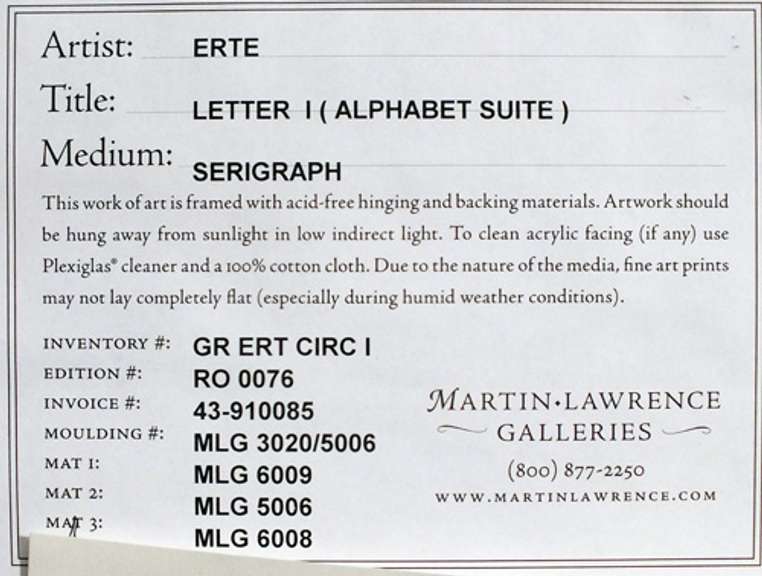 Artist: ERTE
Title: LETTER I ( ALPHABET SUITE )
Medium: SERIGRAPH
This work of art is framed with acid-free hinging and backing materials. Artwork should
be hung away from sunlight in low indirect light. To clean acrylic facing (if any) use
Plexiglas® cleaner and a 100% cotton cloth. Due to the nature of the media, fine art prints
may not lay completely flat (especially during humid weather conditions).
INVENTORY #: GR ERT CIRC I
EDITION #: RO 0076
INVOICE #: 43-910085
MOULDING #: MLG 3020/5006
MAT 1: MLG 6009
MAT 2: MLG 5006
MAT 3: MLG 6008
MARTIN•LAWRENCE
GALLERIES
(800) 877-2250
WWW.MARTINLAWRENCE.COM